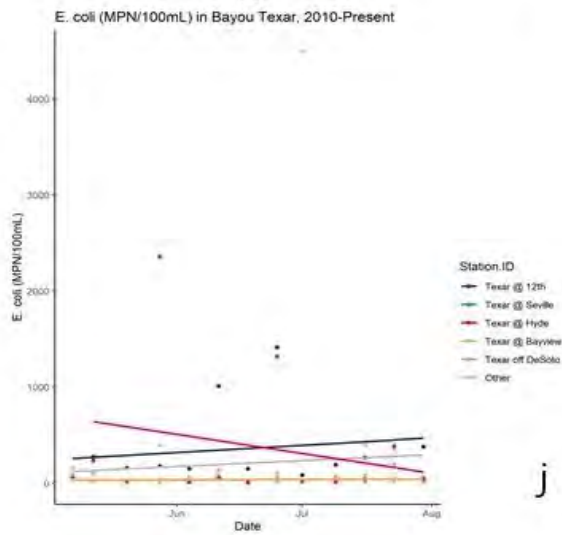 E. coli (MPN/100mL) in Bayou Texar, 2010-Present
4000
3000
2000
1000
0
E. coli (MPN/100mL)
Jun
Jul
Aug
Date
Station.ID
Texar @ 12th
Texar @ Seville
Texar @ Hyde
Texar @ Bayview
Texar off DeSoto
Other
j